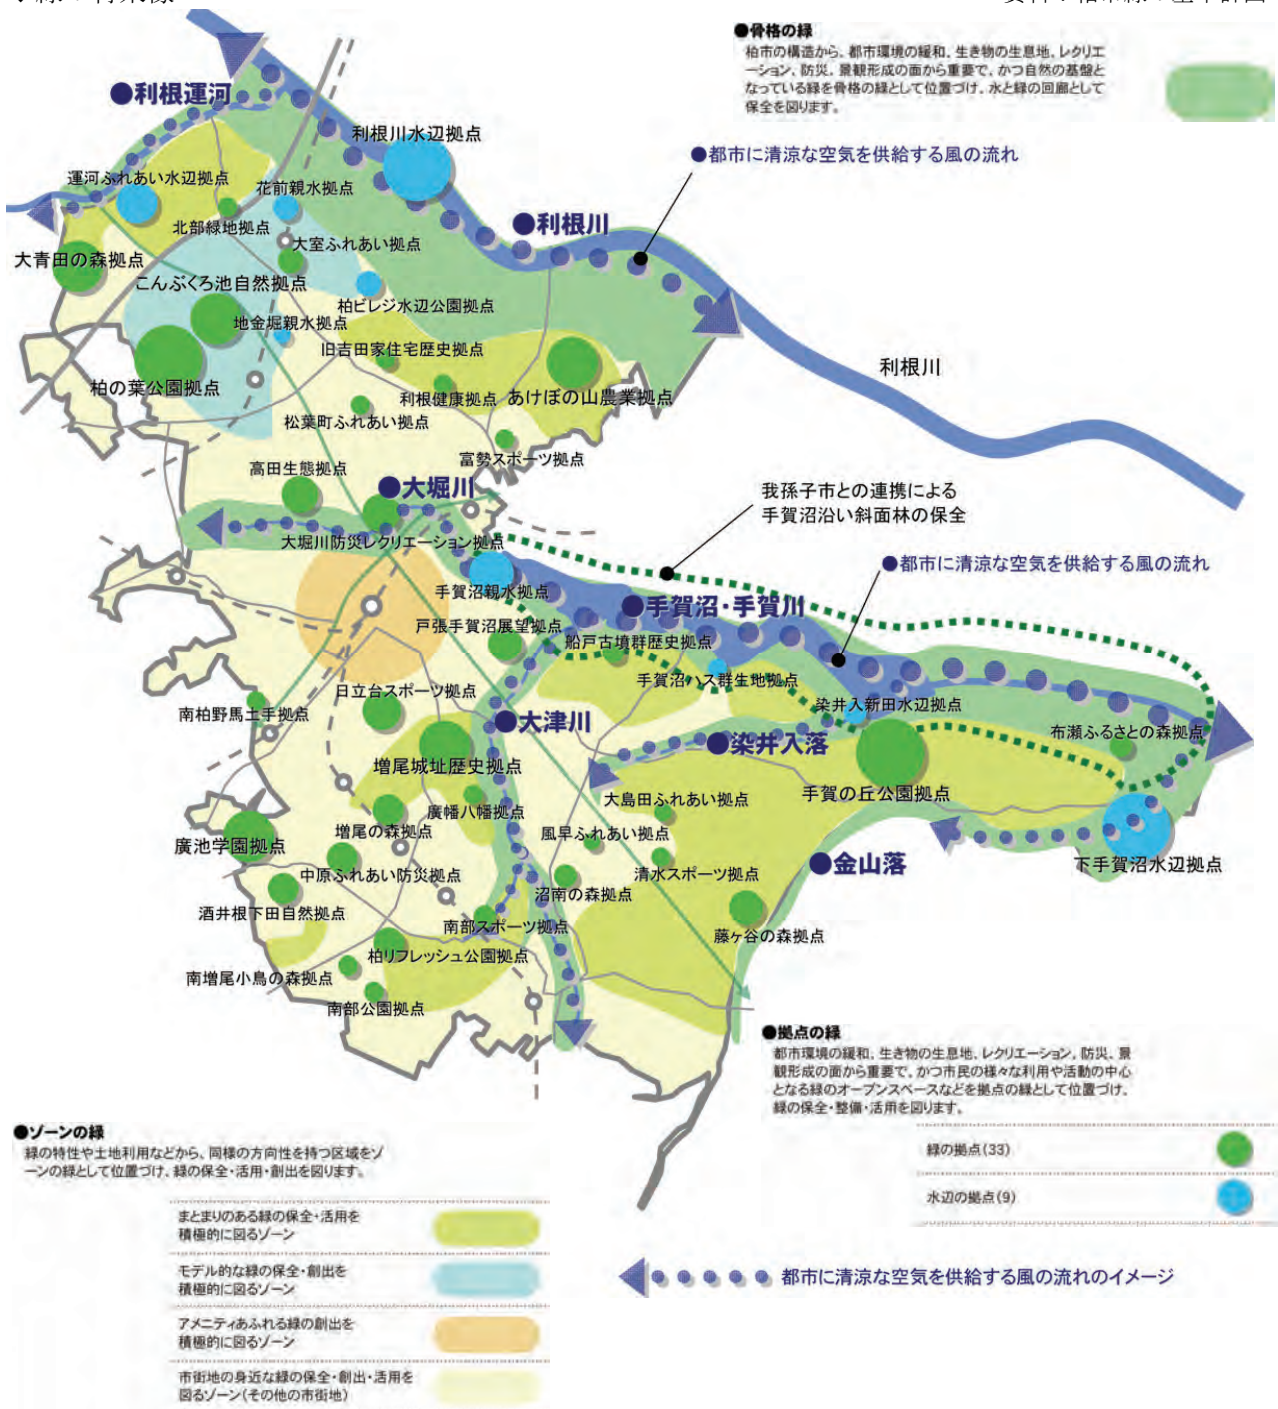 ●骨格の緑
柏市の構造から、都市環境の緩和、生き物の生息地、レクリエ
ーション、防災、景観形成の面から重要で、かつ自然の基盤と
なっている緑を骨格の緑として位置づけ、水と緑の回廊として
保全を図ります。
●利根運河
利根川水辺拠点
●都市に清涼な空気を供給する風の流れ
運河ふれあい水辺拠点
花前親水拠点
北部緑地拠点
●利根川
大室ふれあい拠点
大青田の森拠点
こんぶくろ池自然拠点
柏ビレジ水辺公園拠点
地金堀親水拠点
旧吉田家住宅歴史拠点
利根川
柏の葉公園拠点
利根健康拠点
あけぼの山農業拠点
松葉町ふれあい拠点
富勢スポーツ拠点
高田生態拠点
●大堀川
我孫子市との連携による
手賀沼沿い斜面林の保全
大堀川防災レクリエーション拠点
●都市に清涼な空気を供給する風の流れ
手賀沼親水拠点
●手賀沼・手賀川
戸張手賀沼展望拠点
船戸古墳群歴史拠点
手賀沼ハス群生地拠点
日立台スポーツ拠点
染井入新田水辺拠点
南柏野馬土手拠点
●大津川
●染井入落
布瀬ふるさとの森拠点
増尾城址歴史拠点
手賀の丘公園拠点
大島田ふれあい拠点
廣幡八幡拠点
増尾の森拠点
風早ふれあい拠点
廣池学園拠点
●金山落
下手賀沼水辺拠点
中原ふれあい防災拠点
清水スポーツ拠点
沼南の森拠点
酒井根下田自然拠点
南部スポーツ拠点
藤ヶ谷の森拠点
柏リフレッシュ公園拠点
南増尾小鳥の森拠点
南部公園拠点
●拠点の緑
都市環境の緩和、生き物の生息地、レクリエーション、防災、景
観形成の面から重要で、かつ市民の様々な利用や活動の中心
となる緑のオープンスペースなどを拠点の緑として位置づけ、
緑の保全・整備・活用を図ります。
緑の拠点(33)
水辺の拠点(9)
●ゾーンの緑
緑の特性や土地利用などから、同様の方向性を持つ区域をゾ
ーンの緑として位置づけ、緑の保全・活用・創出を図ります。
まとまりのある緑の保全・活用を
積極的に図るゾーン
モデル的な緑の保全・創出を
積極的に図るゾーン
アメニティあふれる緑の創出を
積極的に図るゾーン
市街地の身近な緑の保全・創出・活用を
図るゾーン(その他の市街地)
都市に清涼な空気を供給する風の流れのイメージ